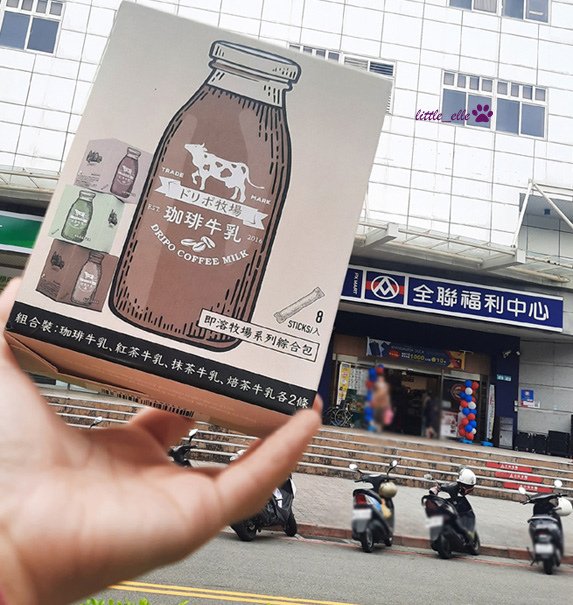 little_elle
TRADE MARK
ドリポ牧場
EST. 2016
珈琲牛乳
DRIPO COFFEE MILK
8
STICKS/入
即溶牧場系列綜合包
組合裝:珈琲牛乳、紅茶牛乳、抹茶牛乳、焙茶牛乳各2條
PX MART
全聯福利中心